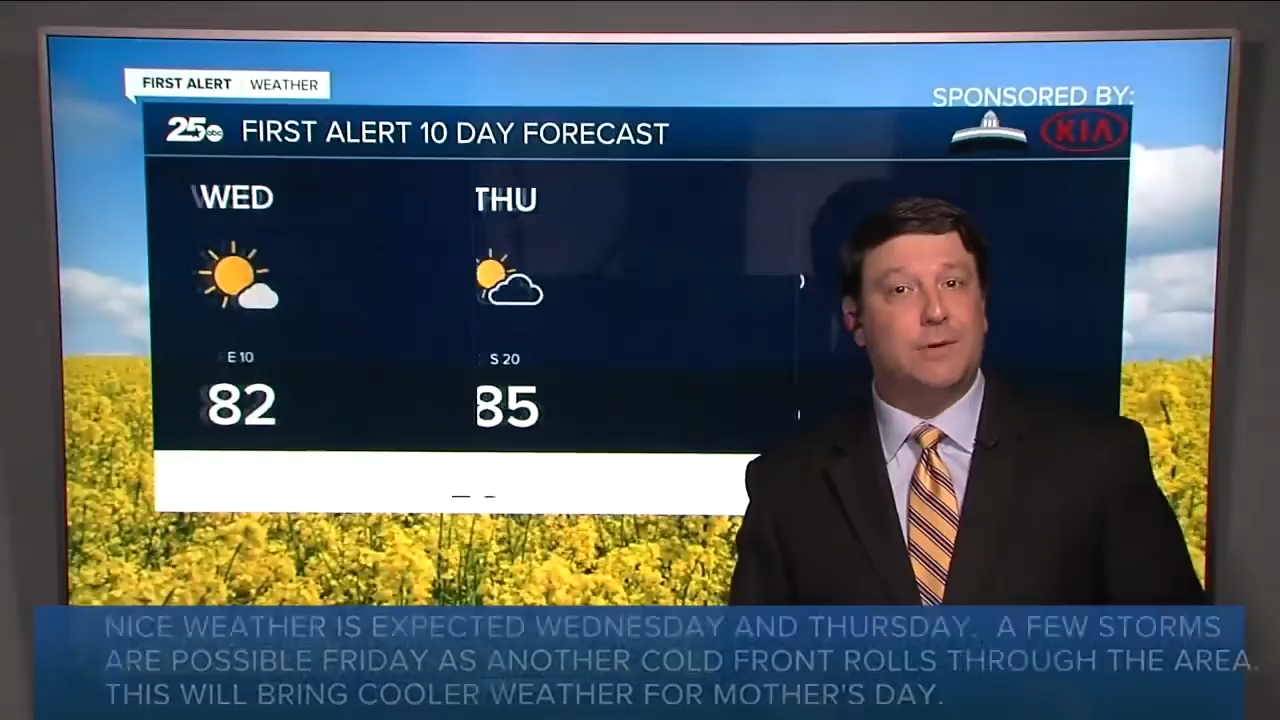 FIRST ALERT WEATHER
SPONSORED BY:
25 abc FIRST ALERT 10 DAY FORECAST
KIA
WED THU
E 10 S 20
82 85
NICE WEATHER IS EXPECTED WEDNESDAY AND THURSDAY. A FEW STORMS
ARE POSSIBLE FRIDAY AS ANOTHER COLD FRONT ROLLS THROUGH THE AREA.
THIS WILL BRING COOLER WEATHER FOR MOTHER'S DAY.